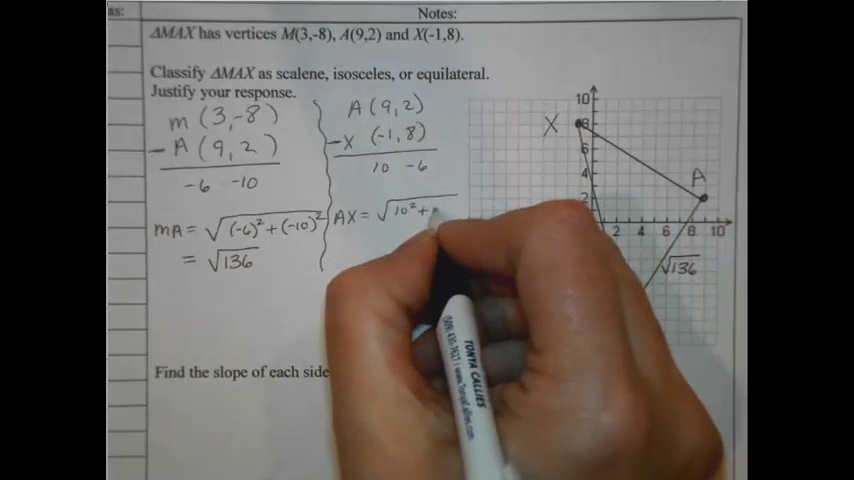 as:
Notes:
ΔMAX has vertices M(3,-8), A(9,2) and X(-1,8).
Classify ΔMAX as scalene, isosceles, or equilateral.
Justify your response.
m (3,-8)
- A (9, 2)
-6 -10
mA = √(-6)² + (-10)²
= √136
A (9, 2)
- X (-1, 8)
10 -6
AX = √10² +
Find the slope of each side
X
A
10
8
6
4
2
2 4 6 8 10
√136
TONYA CALLIES
www.TonyaCallies.com